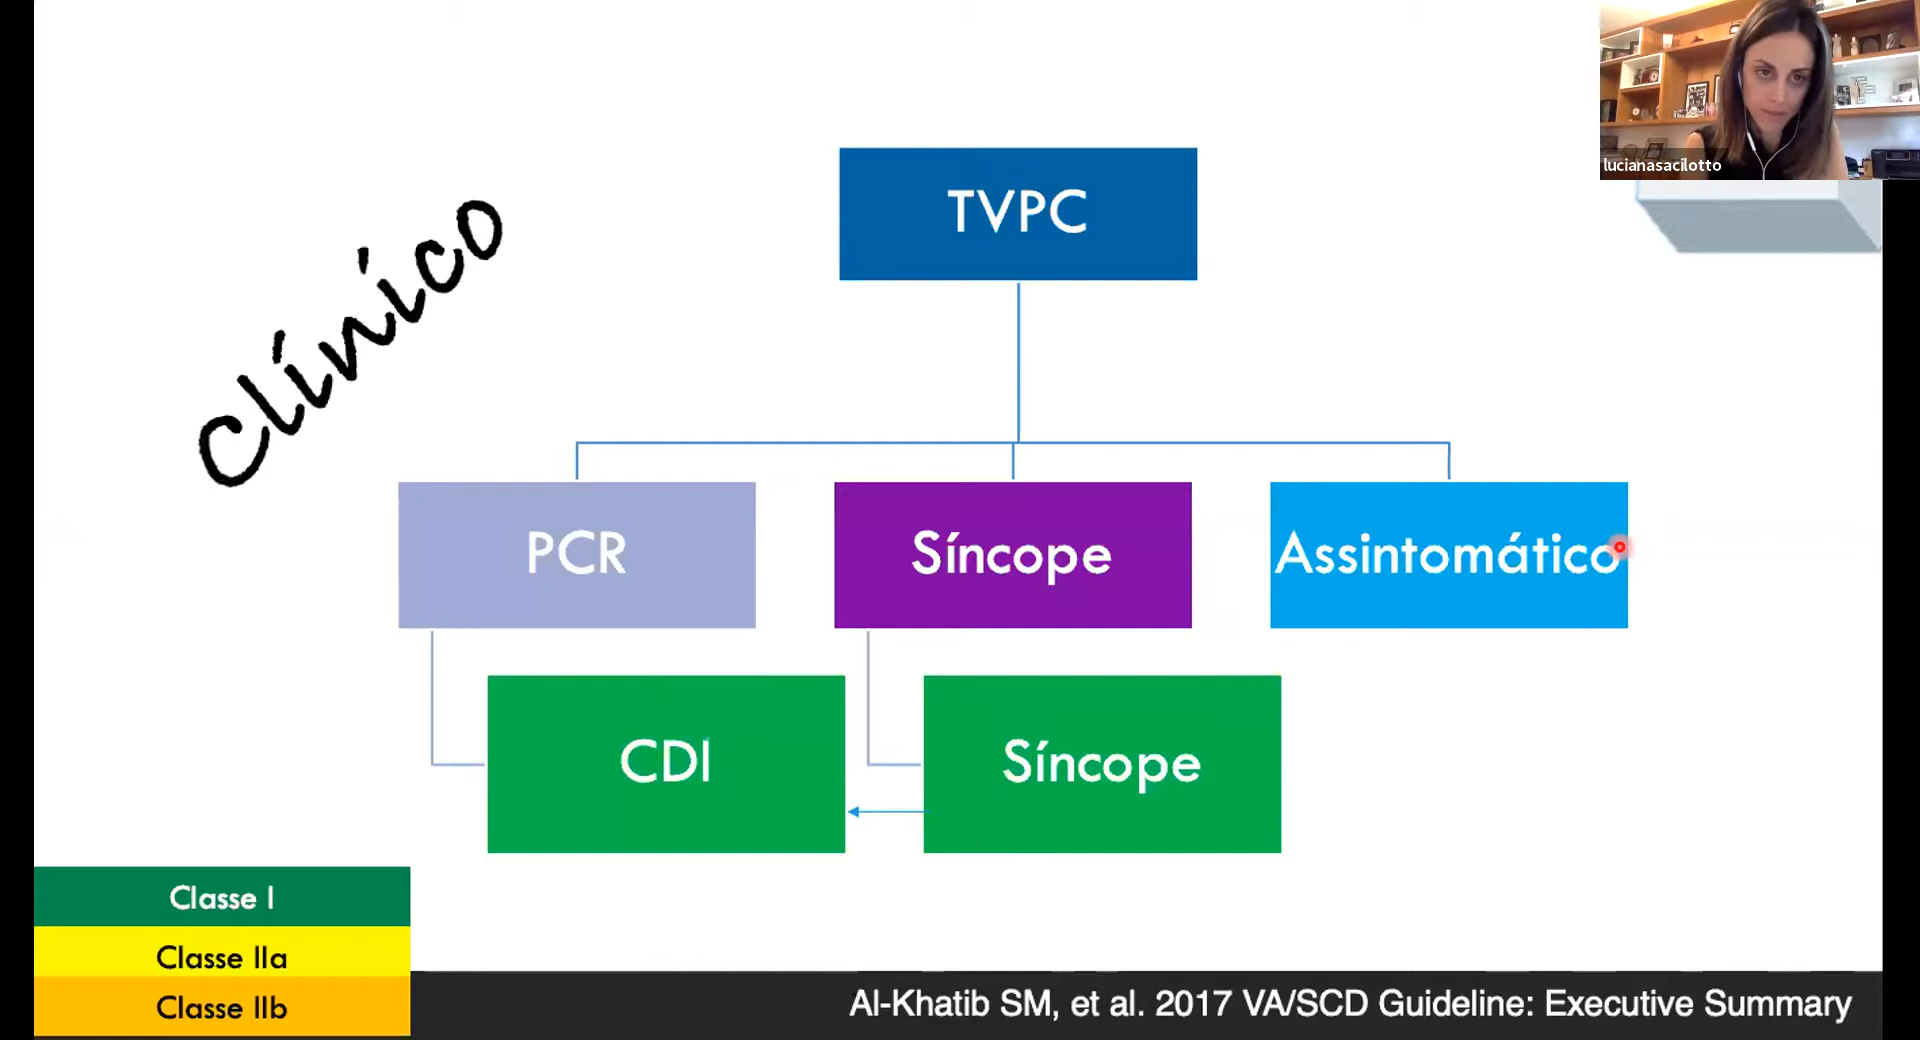 lucianasacilotto
TVPC
Clínico
PCR
Síncope
Assintomático
CDI
Síncope
Classe I
Classe IIa
Classe IIb
Al-Khatib SM, et al. 2017 VA/SCD Guideline: Executive Summary